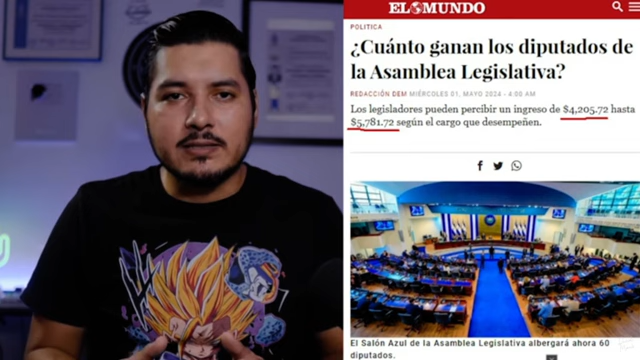 EL MUNDO
POLITICA
¿Cuánto ganan los diputados de
la Asamblea Legislativa?
REDACCIÓN DEM MIÉRCOLES 01, MAYO 2024 - 4:00 AM
Los legisladores pueden percibir un ingreso de $4,205.72 hasta
$5,781.72 según el cargo que desempeñen.
El Salón Azul de la Asamblea Legislativa albergará ahora 60
diputados.